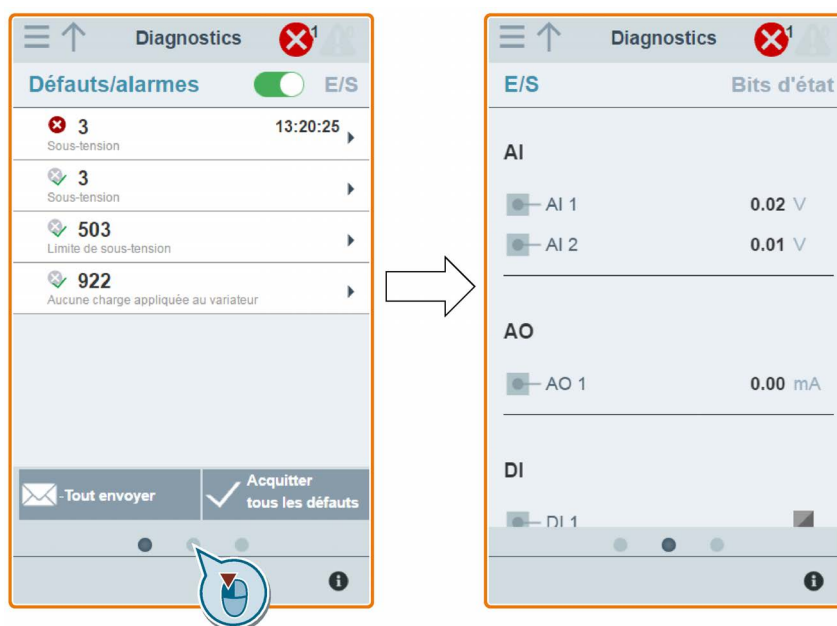 Diagnostics 1
Défauts/alarmes E/S
3 13:20:25
Sous-tension
3
Sous-tension
503
Limite de sous-tension
922
Aucune charge appliquée au variateur
-Tout envoyer
Acquitter
tous les défauts
Diagnostics 1
E/S Bits d'état
AI
AI 1 0.02 V
AI 2 0.01 V
AO
AO 1 0.00 mA
DI
DI 1